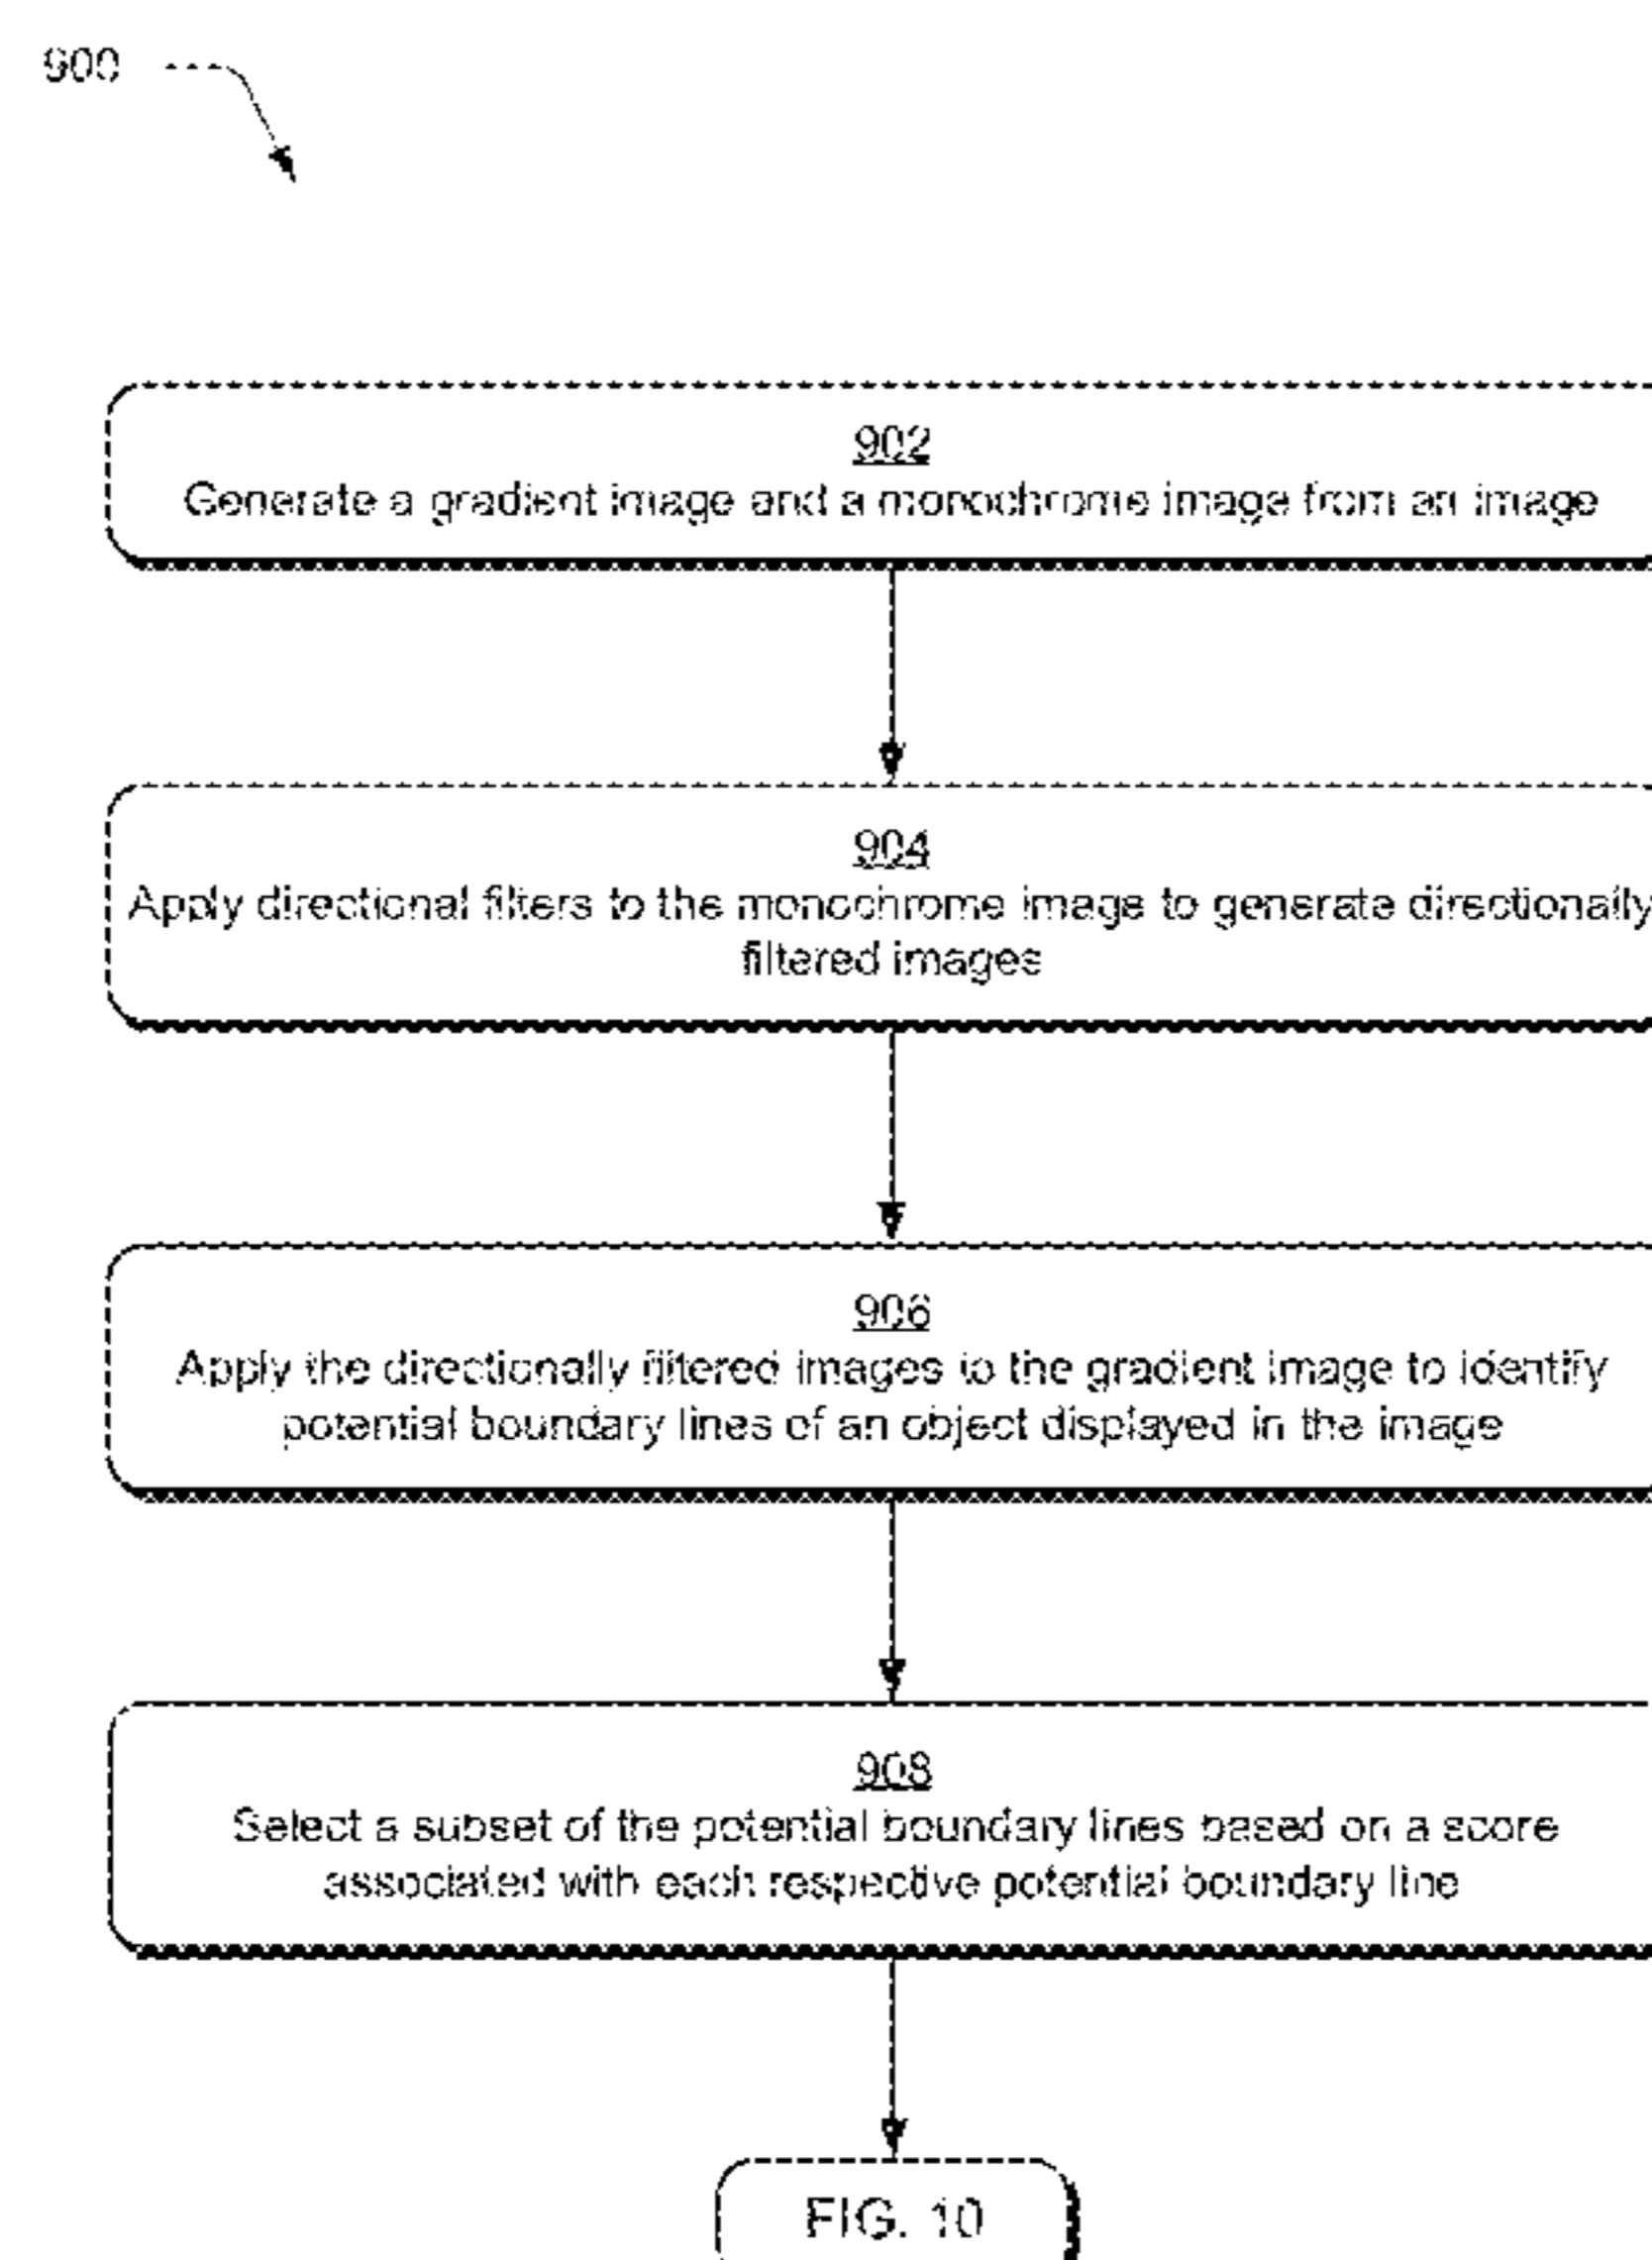 900
902
Generate a gradient image and a monochrome image from an image
904
Apply directional filters to the monochrome image to generate directionally
filtered images
906
Apply the directionally filtered images to the gradient image to identify
potential boundary lines of an object displayed in the image
908
Select a subset of the potential boundary lines based on a score
associated with each respective potential boundary line
FIG. 10